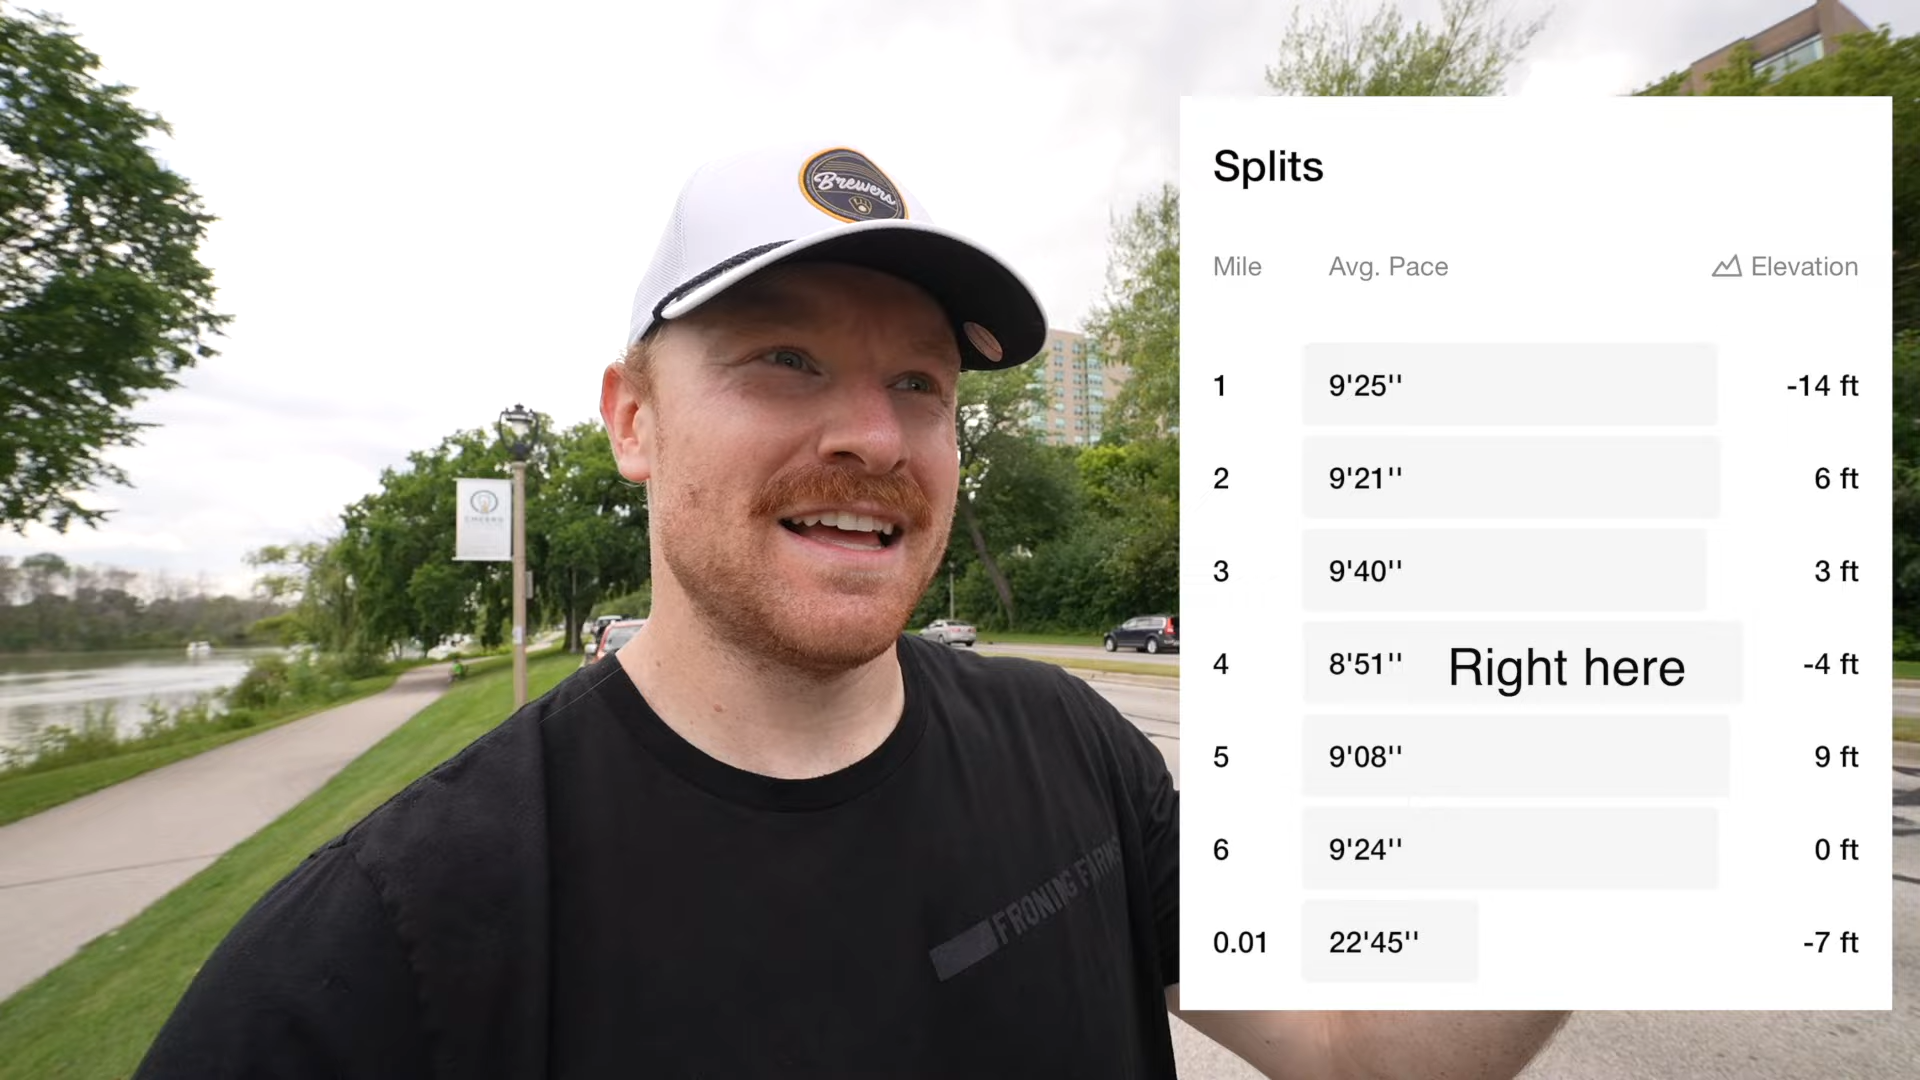 Brewers
FRONING FARMS
Splits
Mile Avg. Pace Elevation
1 9'25'' -14 ft
2 9'21'' 6 ft
3 9'40'' 3 ft
4 8'51'' Right here -4 ft
5 9'08'' 9 ft
6 9'24'' 0 ft
0.01 22'45'' -7 ft